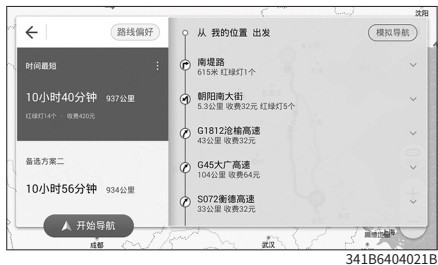 沈阳
路线偏好
从 我的位置 出发
模拟导航
时间最短
10小时40分钟 937公里
红绿灯14个 · 收费420元
备选方案二
10小时56分钟 934公里
开始导航
南堤路
615米 红绿灯1个
朝阳南大街
5.3公里 收费32元 红绿灯5个
G1812沧榆高速
43公里 收费32元
G45大广高速
104公里 收费64元
S072衡德高速
33公里 收费32元
成都
武汉
上海
341B6404021B